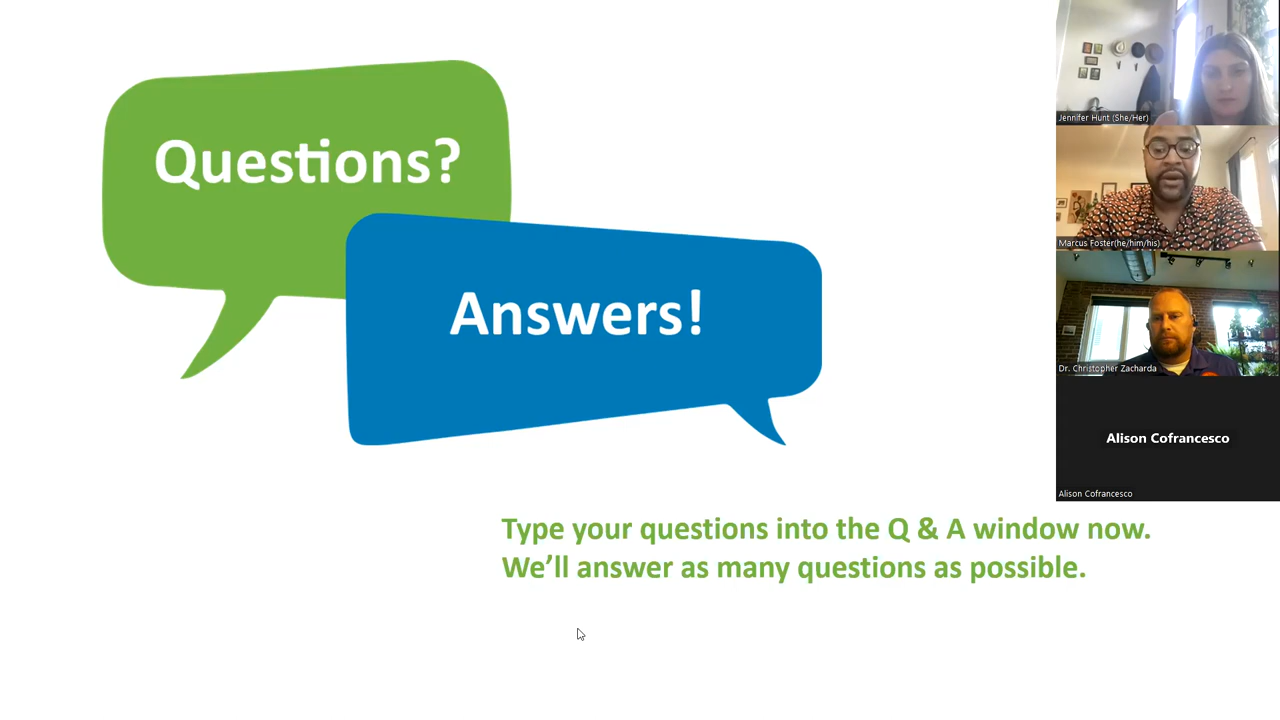 Questions?
Answers!
Type your questions into the Q & A window now.
We'll answer as many questions as possible.
Jennifer Hunt (She/Her)
Marcus Foster(he/him/his)
Dr. Christopher Zacharda
Alison Cofrancesco
Alison Cofrancesco